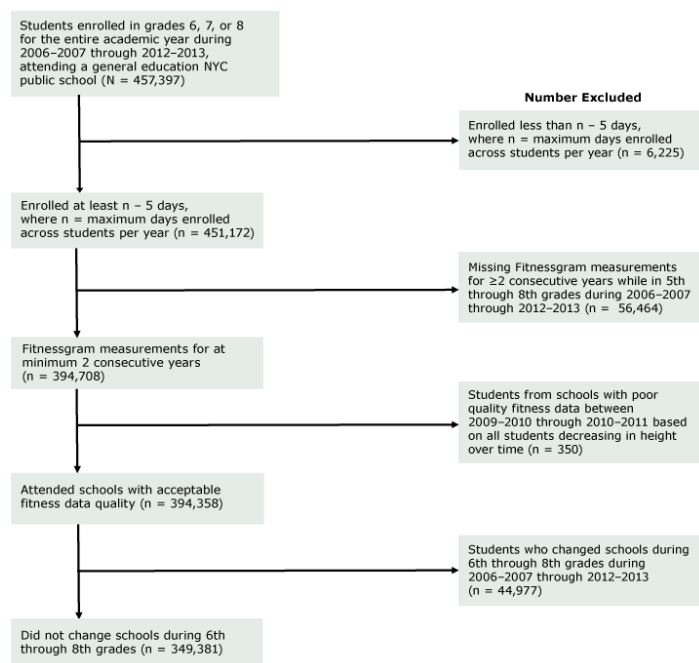 Students enrolled in grades 6, 7, or 8
for the entire academic year during
2006–2007 through 2012–2013,
attending a general education NYC
public school (N = 457,397)
Number Excluded
Enrolled less than n – 5 days,
where n = maximum days enrolled
across students per year (n = 6,225)
Enrolled at least n – 5 days,
where n = maximum days enrolled
across students per year (n = 451,172)
Missing Fitnessgram measurements
for ≥2 consecutive years while in 5th
through 8th grades during 2006–2007
through 2012–2013 (n = 56,464)
Fitnessgram measurements for at
minimum 2 consecutive years
(n = 394,708)
Students from schools with poor
quality fitness data between
2009–2010 through 2010–2011 based
on all students decreasing in height
over time (n = 350)
Attended schools with acceptable
fitness data quality (n = 394,358)
Students who changed schools during
6th through 8th grades during
2006–2007 through 2012–2013
(n = 44,977)
Did not change schools during 6th
through 8th grades (n = 349,381)